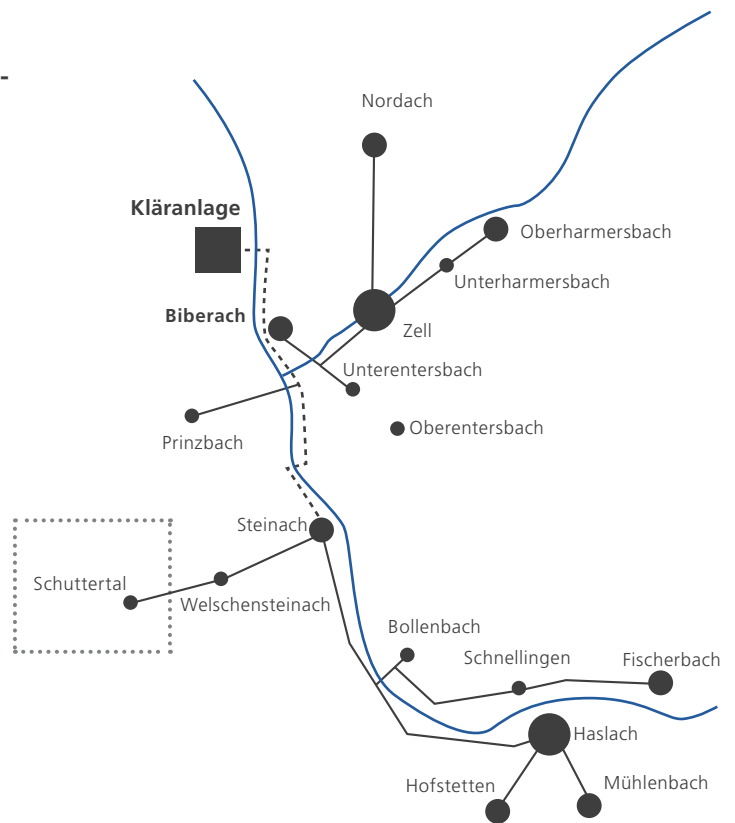 -
Nordach
Kläranlage
Oberharmersbach
Unterharmersbach
Biberach
Zell
Unterentersbach
Oberentersbach
Prinzbach
Steinach
Schuttertal
Welschensteinach
Bollenbach
Schnellingen
Fischerbach
Haslach
Hofstetten
Mühlenbach